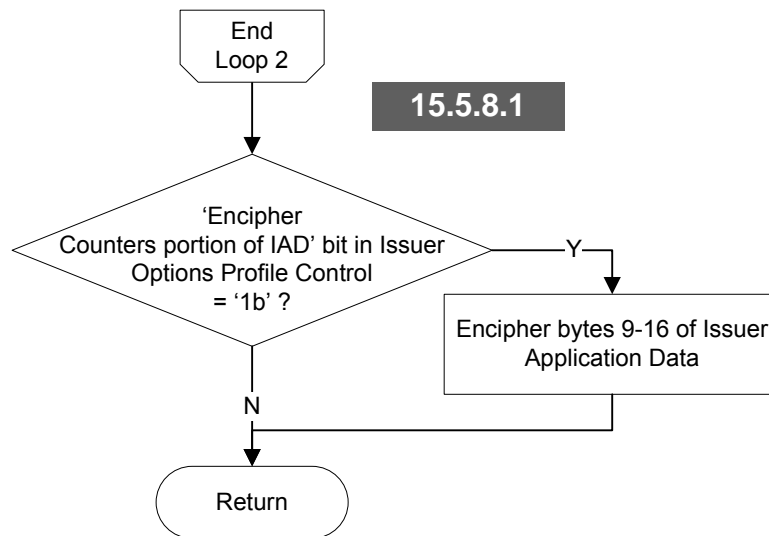 End
Loop 2
15.5.8.1
‘Encipher
Counters portion of IAD’ bit in Issuer
Options Profile Control
= ‘1b’ ?
Y
Encipher bytes 9-16 of Issuer
Application Data
N
Return